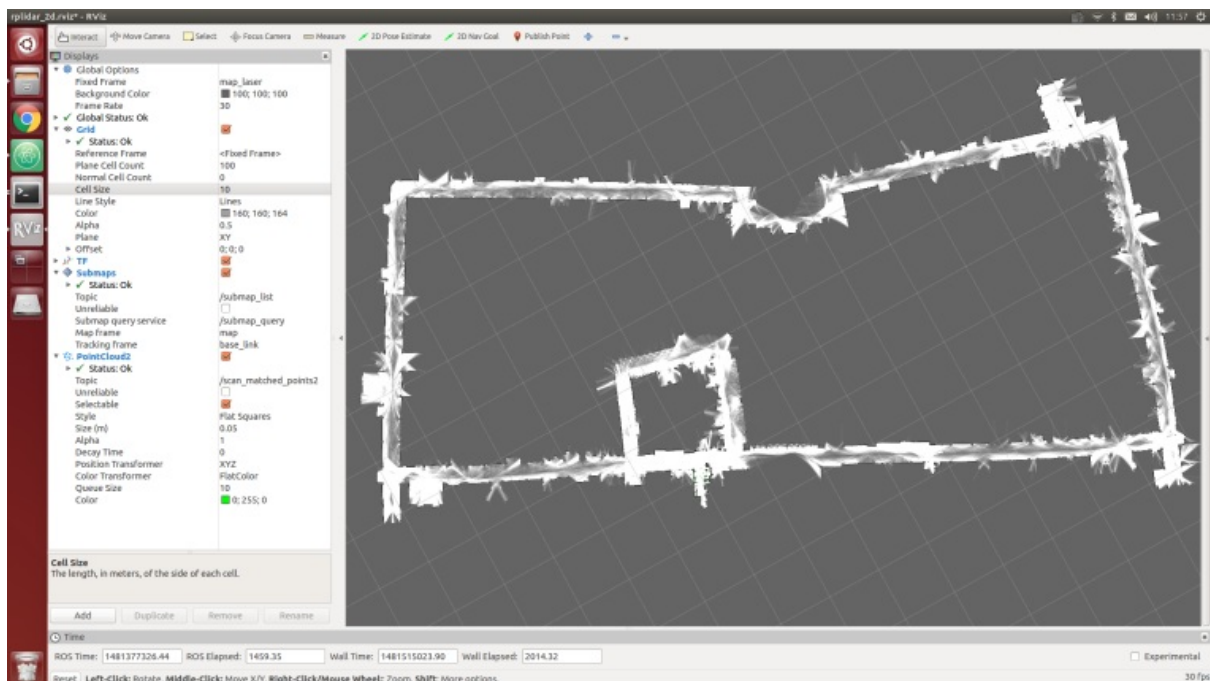 rplidar_2d.rviz* - RViz
11:57
Interact Move Camera Select Focus Camera Measure 2D Pose Estimate 2D Nav Goal Publish Point
Displays
Global Options
Fixed Frame map_laser
Background Color 100; 100; 100
Frame Rate 30
Global Status: Ok
Grid
Status: Ok
Reference Frame <Fixed Frame>
Plane Cell Count 100
Normal Cell Count 0
Cell Size 10
Line Style Lines
Color 160; 160; 164
Alpha 0.5
Plane XY
Offset 0; 0; 0
TF
Submaps
Status: Ok
Topic /submap_list
Unreliable
Submap query service /submap_query
Map frame map
Tracking frame base_link
PointCloud2
Status: Ok
Topic /scan_matched_points2
Unreliable
Selectable
Style Flat Squares
Size (m) 0.05
Alpha 1
Decay Time 0
Position Transformer XYZ
Color Transformer FlatColor
Queue Size 10
Color 0; 255; 0
RViz
Cell Size
The length, in meters, of the side of each cell.
Add Duplicate Remove Rename
Time
ROS Time: 1481377326.44 ROS Elapsed: 1459.35 Wall Time: 1481515023.90 Wall Elapsed: 2014.32 Experimental
Reset Left-Click: Rotate. Middle-Click: Move X/Y. Right-Click/Mouse Wheel: Zoom. Shift: More options. 30 fps